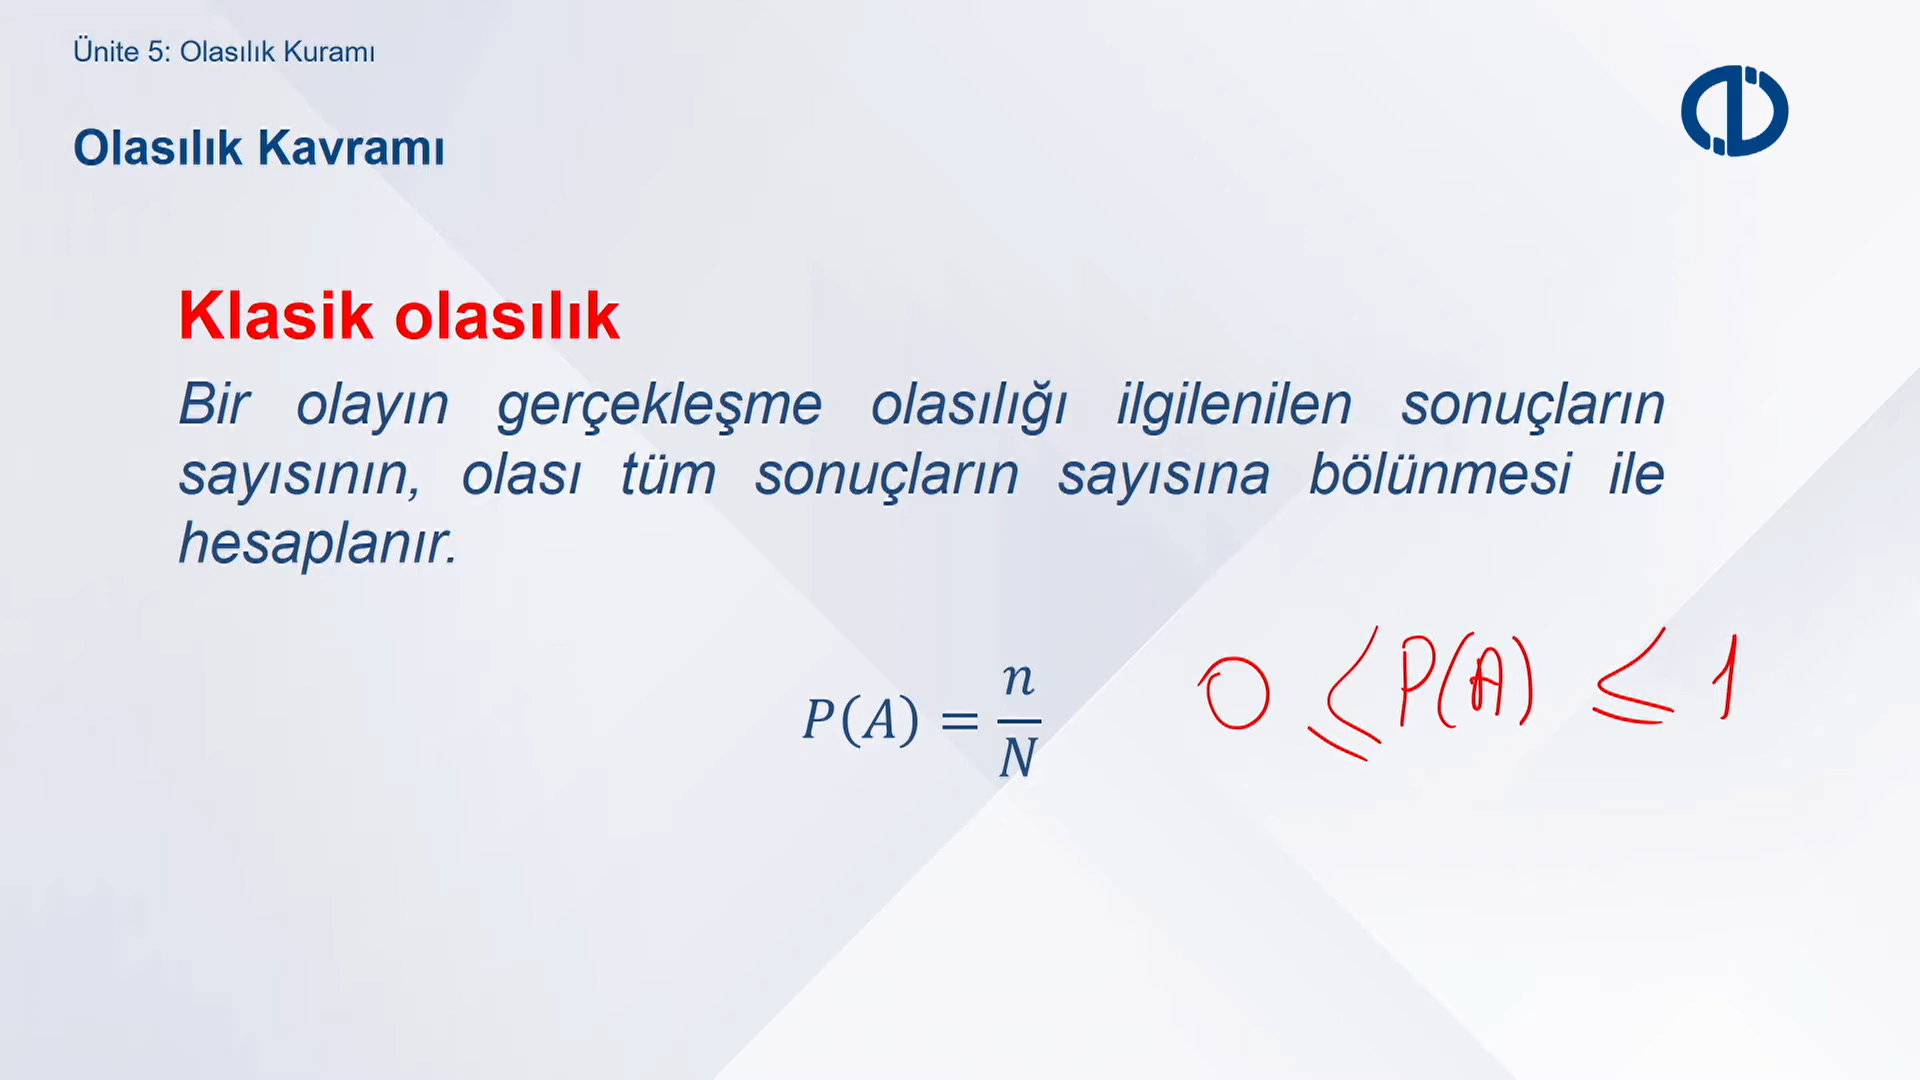 Ünite 5: Olasılık Kuramı
Olasılık Kavramı
Klasik olasılık
Bir olayın gerçekleşme olasılığı ilgilenilen sonuçların
sayısının, olası tüm sonuçların sayısına bölünmesi ile
hesaplanır.
P(A) = n/N
0 ≤ P(A) ≤ 1